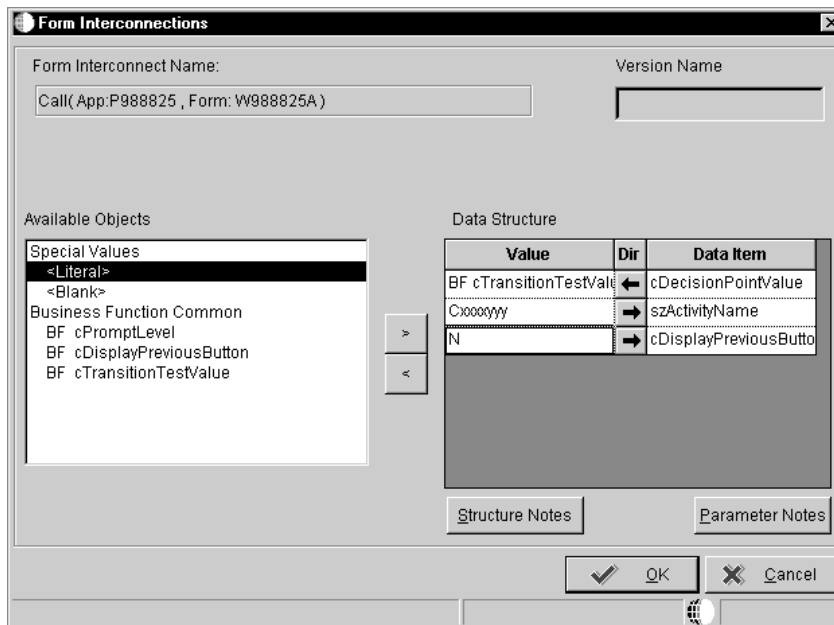 Form Interconnections
Form Interconnect Name:
Version Name
Call( App:P988825 , Form: W988825A )
Available Objects
Data Structure
Special Values
<Literal>
<Blank>
Business Function Common
BF cPromptLevel
BF cDisplayPreviousButton
BF cTransitionTestValue
Value Dir Data Item
BF cTransitionTestValu cDecisionPointValue
szActivityName
N cDisplayPreviousButto
>
<
Structure Notes
Parameter Notes
OK
Cancel